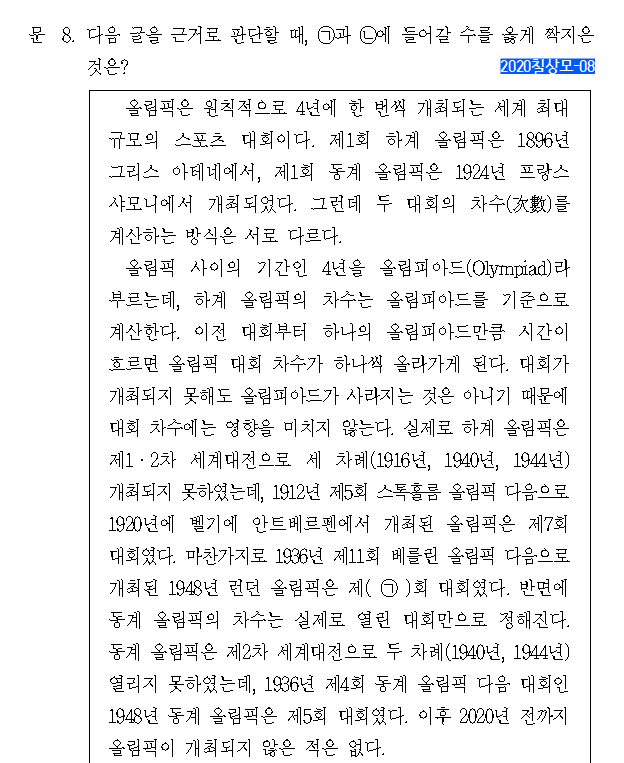 문 8. 다음 글을 근거로 판단할 때, ㉠과 ㉡에 들어갈 수를 옳게 짝지은
것은?
2020침상모-08
올림픽은 원칙적으로 4년에 한 번씩 개최되는 세계 최대
규모의 스포츠 대회이다. 제1회 하계 올림픽은 1896년
그리스 아테네에서, 제1회 동계 올림픽은 1924년 프랑스
샤모니에서 개최되었다. 그런데 두 대회의 차수(次數)를
계산하는 방식은 서로 다르다.
올림픽 사이의 기간인 4년을 올림피아드(Olympiad)라
부르는데, 하계 올림픽의 차수는 올림피아드를 기준으로
계산한다. 이전 대회부터 하나의 올림피아드만큼 시간이
흐르면 올림픽 대회 차수가 하나씩 올라가게 된다. 대회가
개최되지 못해도 올림피아드가 사라지는 것은 아니기 때문에
대회 차수에는 영향을 미치지 않는다. 실제로 하계 올림픽은
제1·2차 세계대전으로 세 차례(1916년, 1940년, 1944년)
개최되지 못하였는데, 1912년 제5회 스톡홀름 올림픽 다음으로
1920년에 벨기에 안트베르펜에서 개최된 올림픽은 제7회
대회였다. 마찬가지로 1936년 제11회 베를린 올림픽 다음으로
개최된 1948년 런던 올림픽은 제( ㉠ )회 대회였다. 반면에
동계 올림픽의 차수는 실제로 열린 대회만으로 정해진다.
동계 올림픽은 제2차 세계대전으로 두 차례(1940년, 1944년)
열리지 못하였는데, 1936년 제4회 동계 올림픽 다음 대회인
1948년 동계 올림픽은 제5회 대회였다. 이후 2020년 전까지
올림픽이 개최되지 않은 적은 없다.